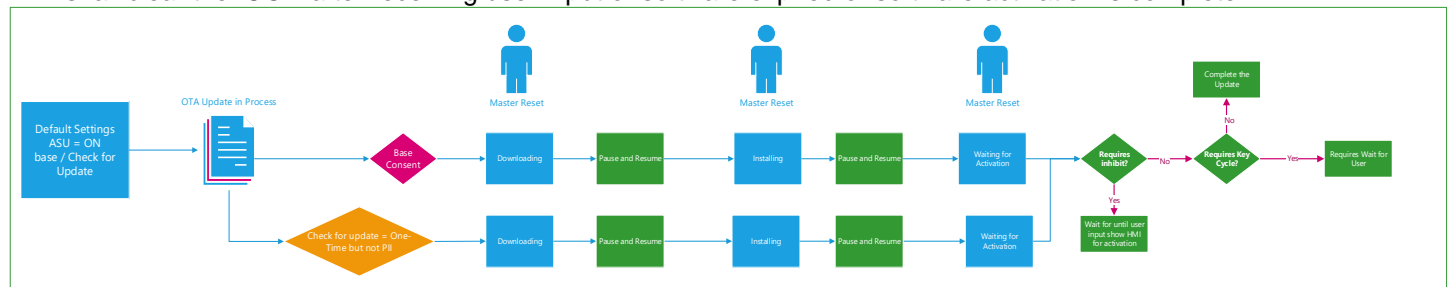 Master Reset
Master Reset
Master Reset
Complete the
Update
OTA Update in Process
Default Settings
ASU = ON
base / Check for
Update
No
Base
Consent
Downloading
Pause and Resume
Installing
Pause and Resume
Waiting for
Activation
Requires
inhibit?
No
Requires Key
Cycle?
Yes
Requires Wait for
User
Yes
Wait for until user
input show HMI
for activation
Check for update = One-
Time but not PII
Downloading
Pause and Resume
Installing
Pause and Resume
Waiting for
Activation